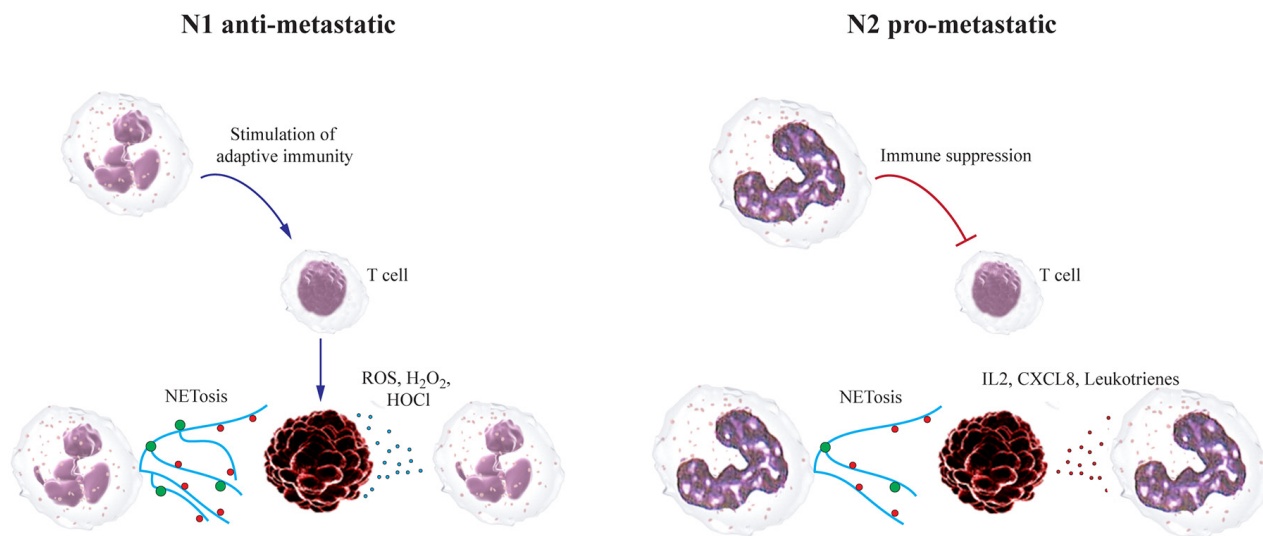 N1 anti-metastatic
Stimulation of
adaptive immunity
T cell
NETosis
ROS, H₂O₂,
HOCl
N2 pro-metastatic
Immune suppression
T cell
NETosis
IL2, CXCL8, Leukotrienes